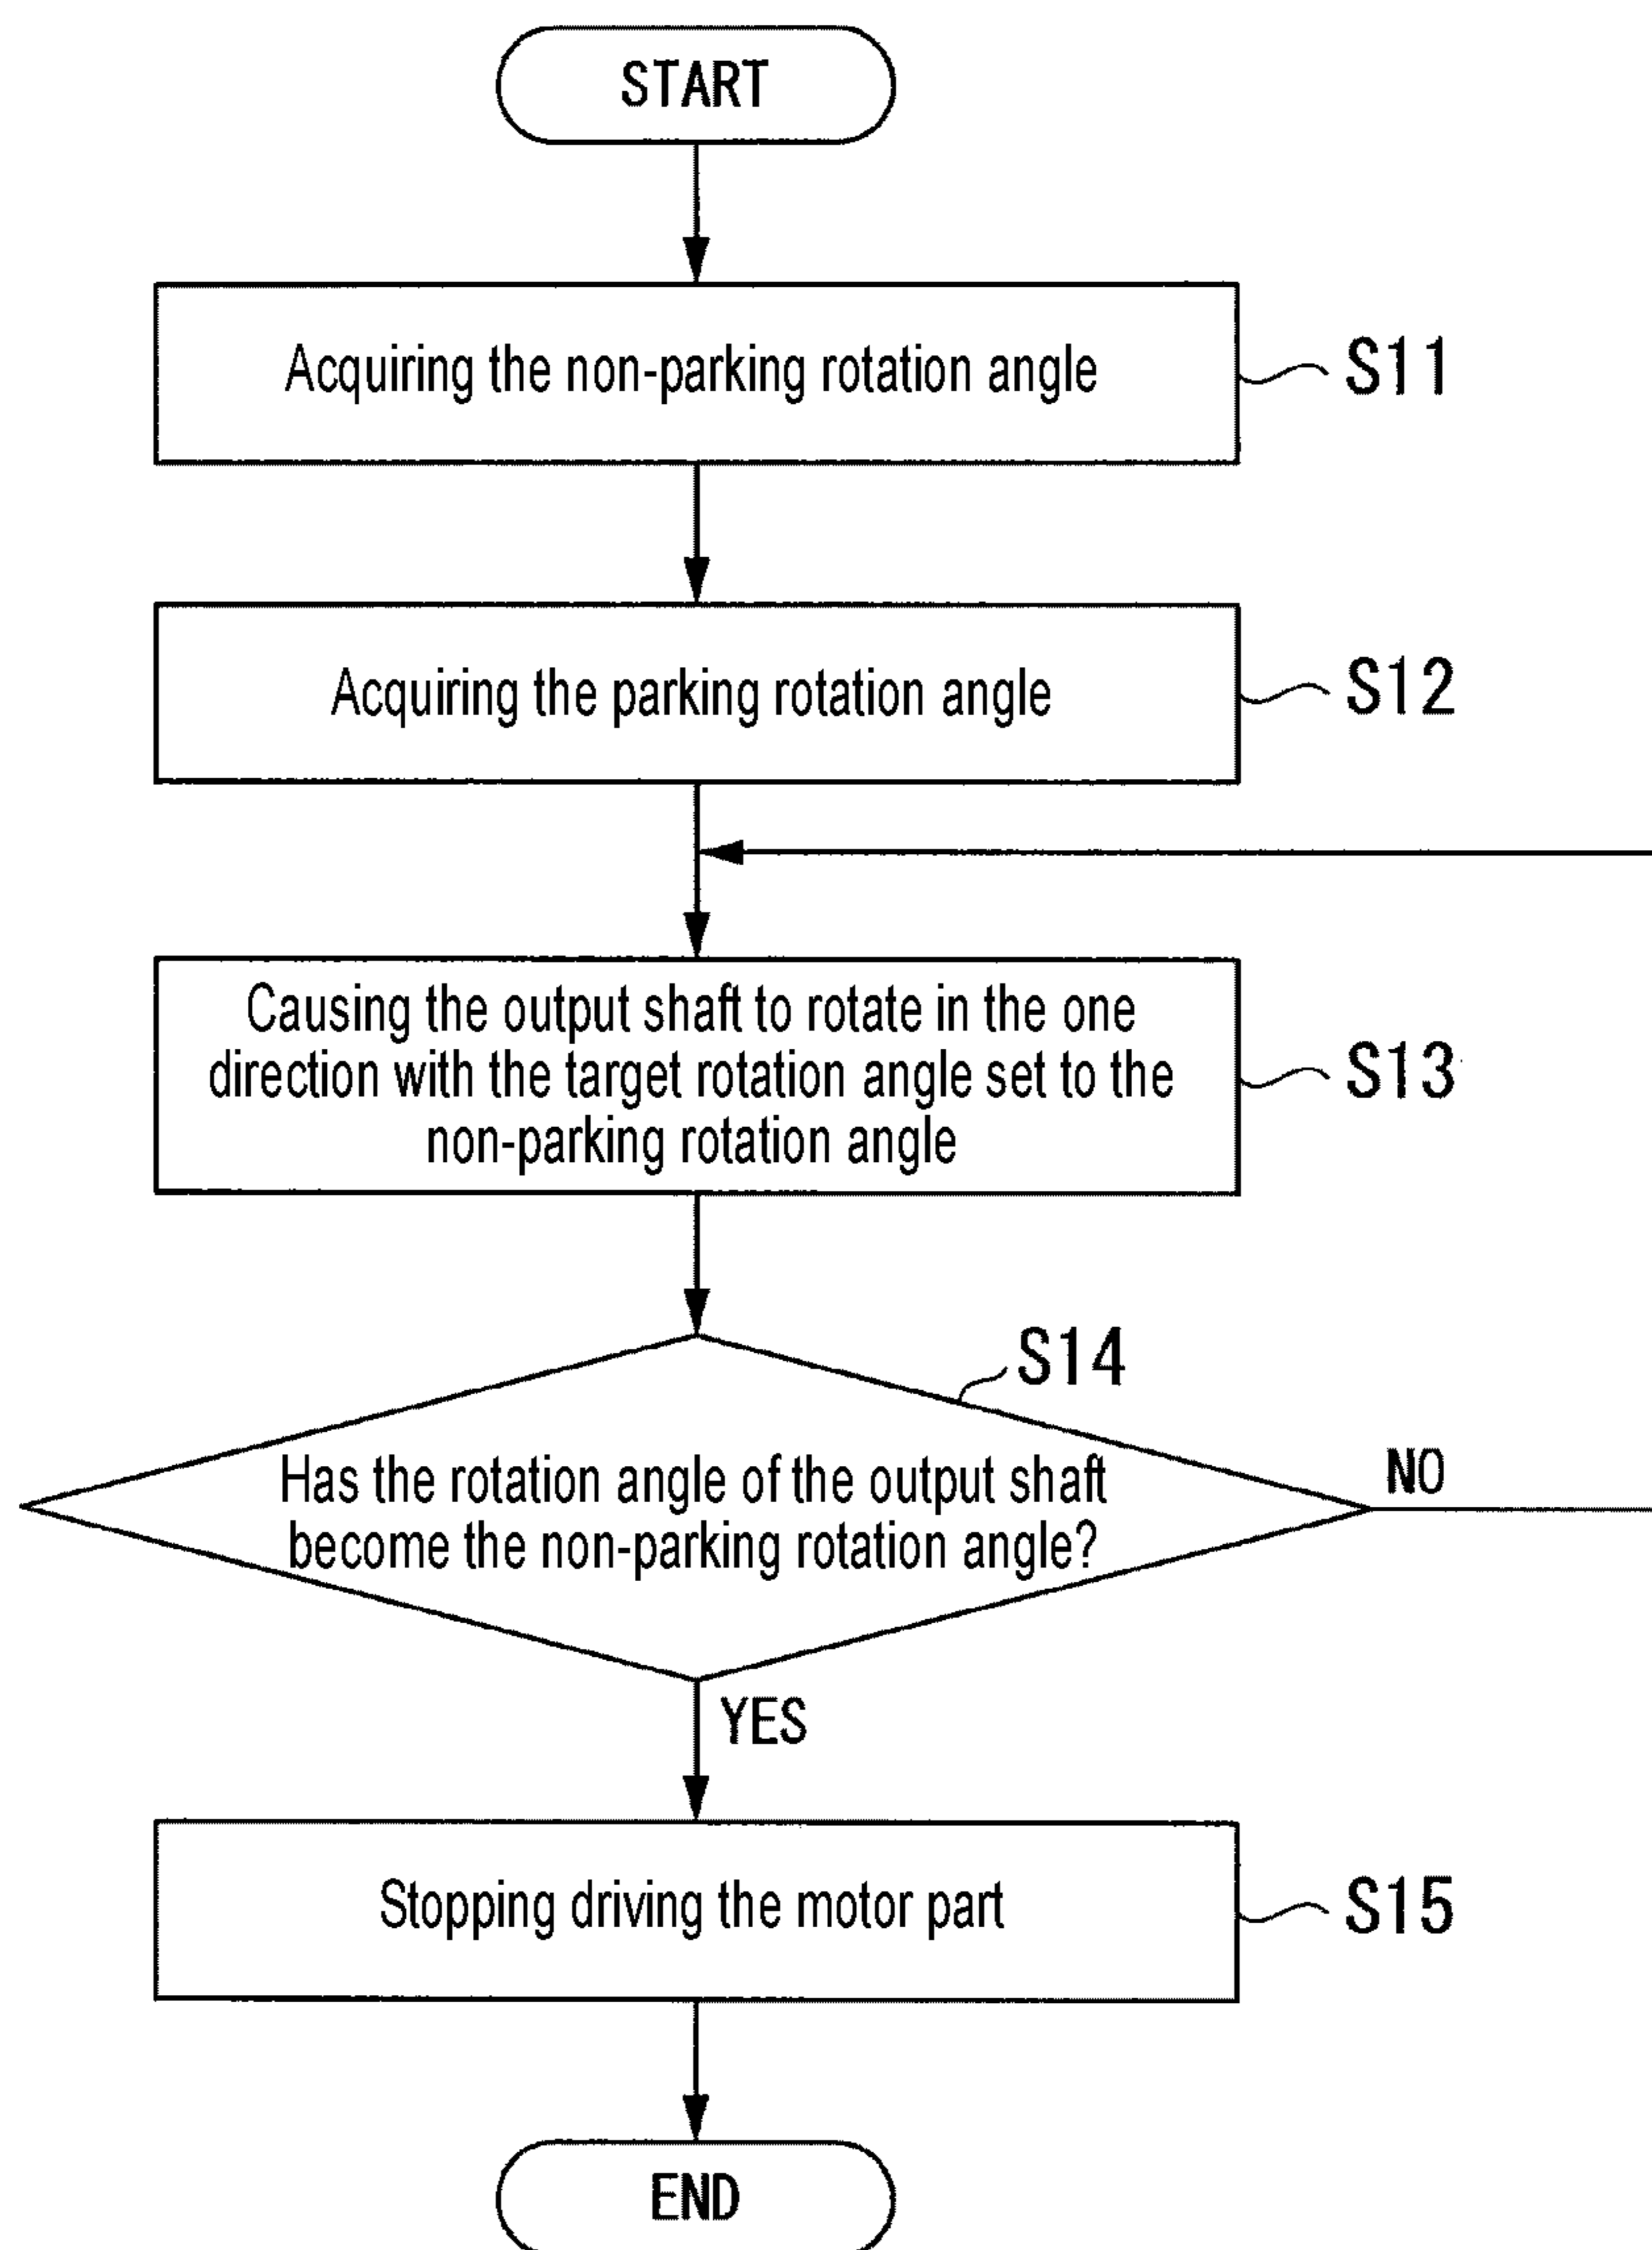 START
Acquiring the non-parking rotation angle
S11
Acquiring the parking rotation angle
S12
Causing the output shaft to rotate in the one
direction with the target rotation angle set to the
non-parking rotation angle
S13
S14
Has the rotation angle of the output shaft
become the non-parking rotation angle?
NO
YES
Stopping driving the motor part
S15
END